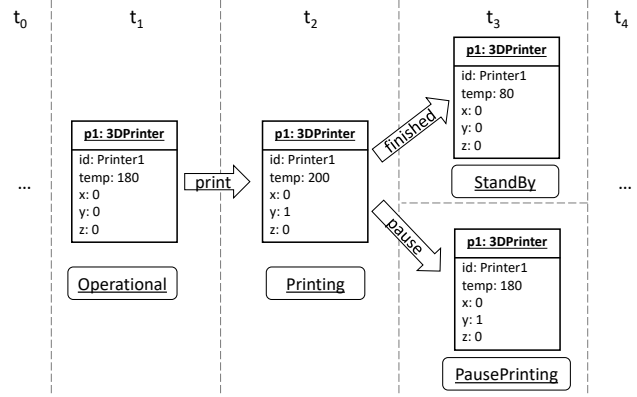 t0
t1
t2
t3
t4
...
p1: 3DPrinter
id: Printer1
temp: 180
x: 0
y: 0
z: 0
Operational
print
p1: 3DPrinter
id: Printer1
temp: 200
x: 0
y: 1
z: 0
Printing
finished
p1: 3DPrinter
id: Printer1
temp: 80
x: 0
y: 0
z: 0
StandBy
pause
p1: 3DPrinter
id: Printer1
temp: 180
x: 0
y: 1
z: 0
PausePrinting
...